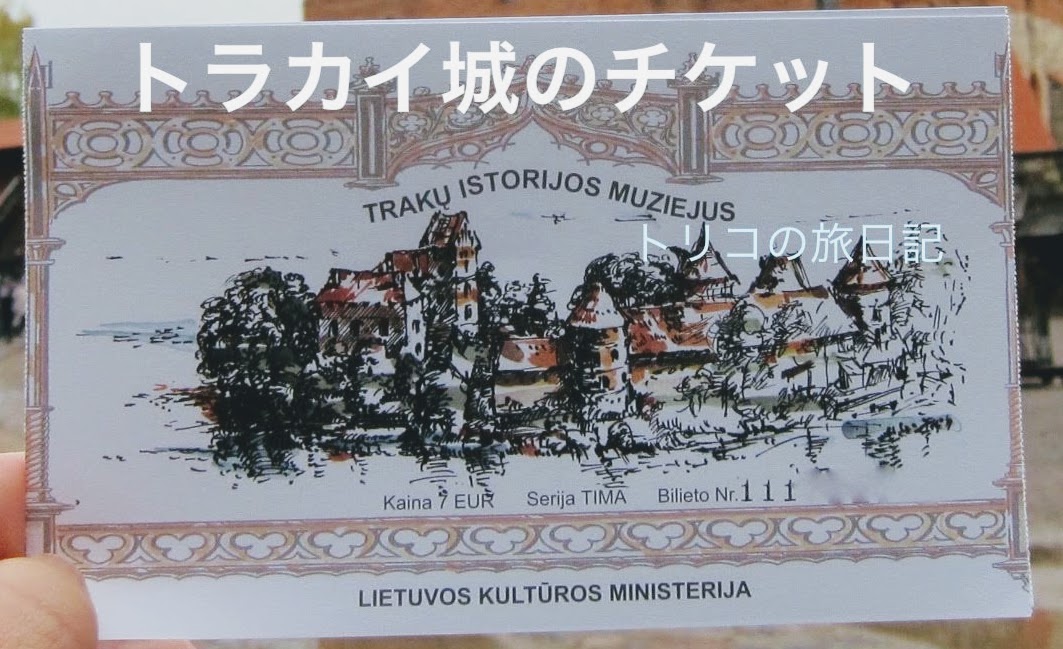 トラカイ城のチケット
TRAKŲ ISTORIJOS MUZIEJUS
トリコの旅日記
Kaina 7 EUR Serija TIMA Bilieto Nr.111
LIETUVOS KULTŪROS MINISTERIJA